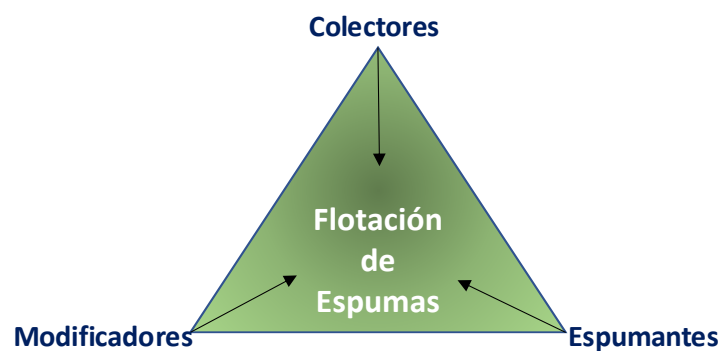 Colectores
Flotación
de
Espumas
Modificadores
Espumantes